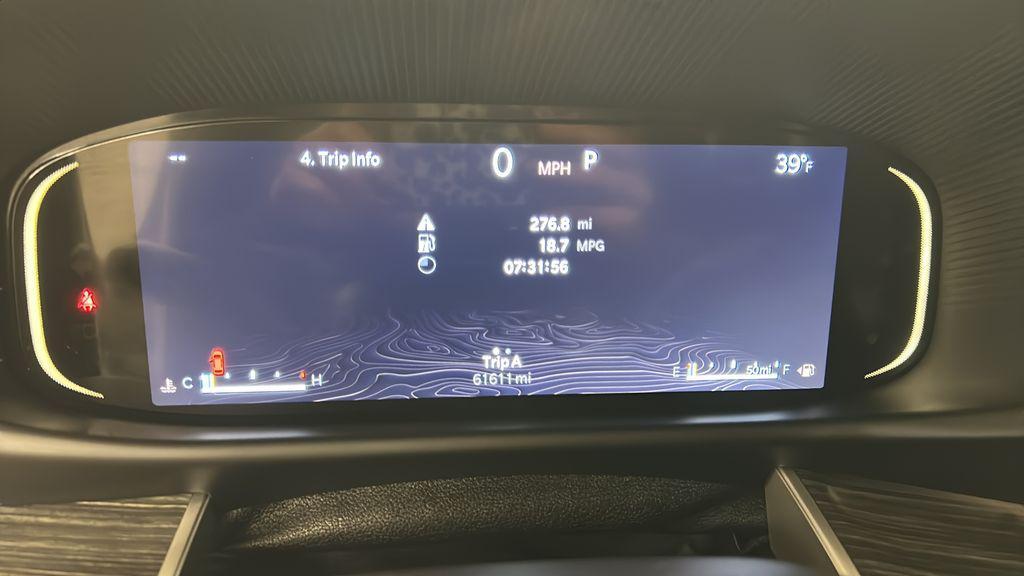 --
4. Trip Info
0 MPH P
39°F
276.8 mi
18.7 MPG
07:31:56
Trip A
61611 mi
C H
E 50mi F